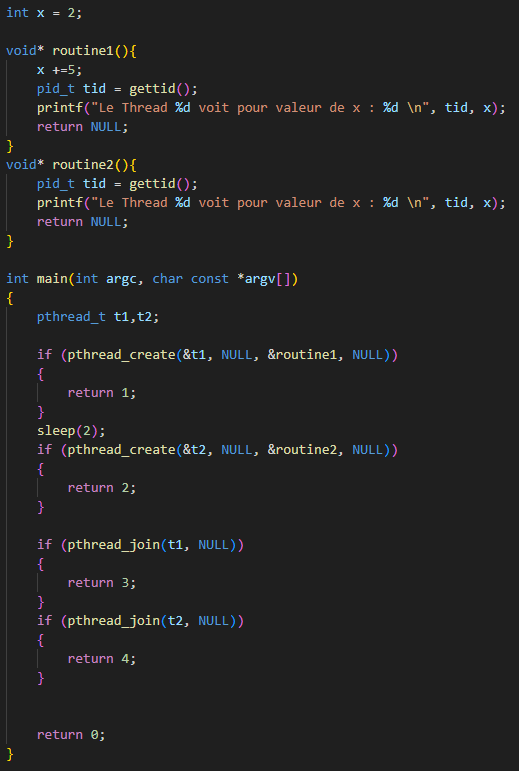 int x = 2;
void* routine1(){
x +=5;
pid_t tid = gettid();
printf("Le Thread %d voit pour valeur de x : %d \n", tid, x);
return NULL;
}
void* routine2(){
pid_t tid = gettid();
printf("Le Thread %d voit pour valeur de x : %d \n", tid, x);
return NULL;
}
int main(int argc, char const *argv[])
{
pthread_t t1,t2;
if (pthread_create(&t1, NULL, &routine1, NULL))
{
return 1;
}
sleep(2);
if (pthread_create(&t2, NULL, &routine2, NULL))
{
return 2;
}
if (pthread_join(t1, NULL))
{
return 3;
}
if (pthread_join(t2, NULL))
{
return 4;
}
return 0;
}